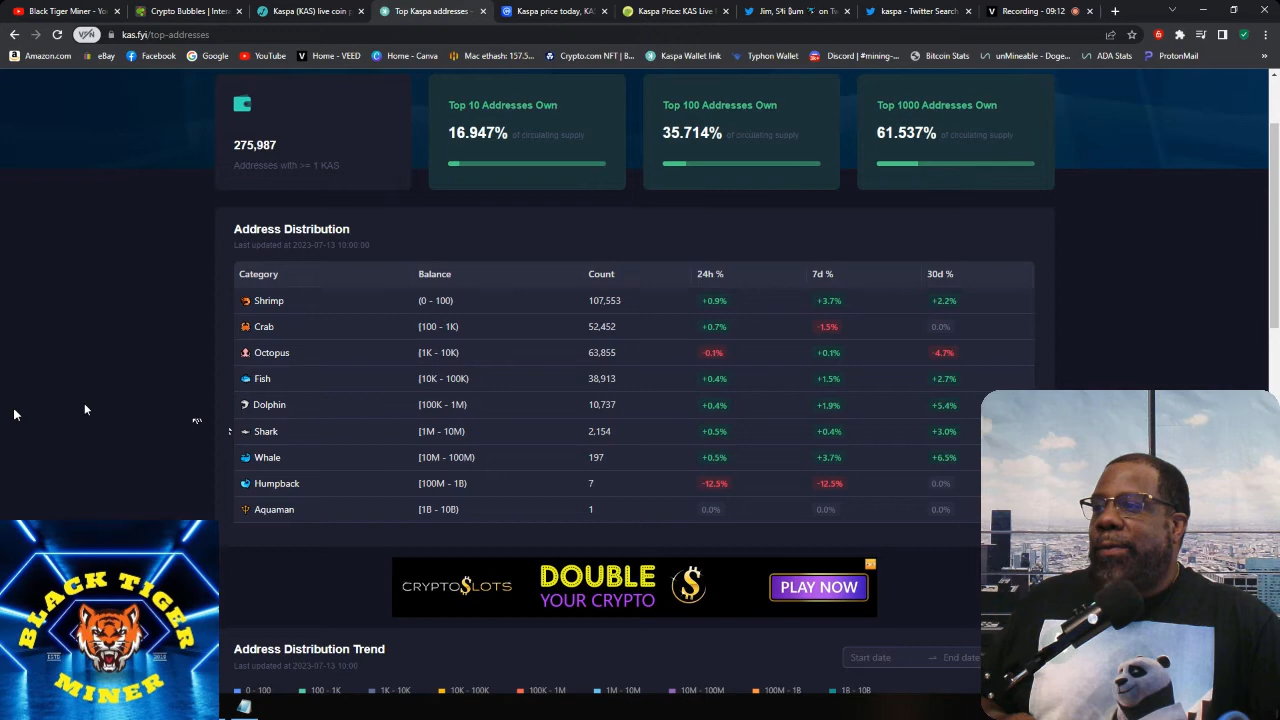 Black Tiger Miner - You
Crypto Bubbles | Intera
Kaspa (KAS) live coin p
Top Kaspa addresses -
Kaspa price today, KAS
Kaspa Price: KAS Live
kaspa - Twitter Search
Recording - 09:12
VPN
kas.fyi/top-addresses
Amazon.com
eBay
Facebook
Google
YouTube
Home - VEED
Home - Canva
Mac ethash: 157.5...
Crypto.com NFT | B...
Kaspa Wallet link
Typhon Wallet
Discord | #mining-...
Bitcoin Stats
unMineable - Doge...
ADA Stats
ProtonMail
Top 10 Addresses Own
Top 100 Addresses Own
Top 1000 Addresses Own
16.947% of circulating supply
35.714% of circulating supply
61.537% of circulating supply
275,987
Addresses with >= 1 KAS
Address Distribution
Last updated at 2023-07-13 10:00:00
Category Balance Count 24h % 7d % 30d %
Shrimp (0 - 100) 107,553 +0.9% +3.7% +2.2%
Crab [100 - 1K) 52,452 +0.7% -1.5% 0.0%
Octopus [1K - 10K) 63,855 -0.1% +0.1% -4.7%
Fish [10K - 100K) 38,913 +0.4% +1.5% +2.7%
Dolphin [100K - 1M) 10,737 +0.4% +1.9% +5.4%
Shark [1M - 10M) 2,154 +0.5% +0.4% +3.0%
Whale [10M - 100M) 197 +0.5% +3.7% +6.5%
Humpback [100M - 1B) 7 -12.5% -12.5% 0.0%
Aquaman [1B - 10B) 1 0.0% 0.0% 0.0%
CRYPTO$LOTS
DOUBLE
YOUR CRYPTO
PLAY NOW
BLACK TIGER
MINER
Address Distribution Trend
Last updated at 2023-07-13 10:00
Start date → End date
0 - 100
100 - 1K
1K - 10K
10K - 100K
100K - 1M
1M - 10M
10M - 100M
100M - 1B
1B - 10B